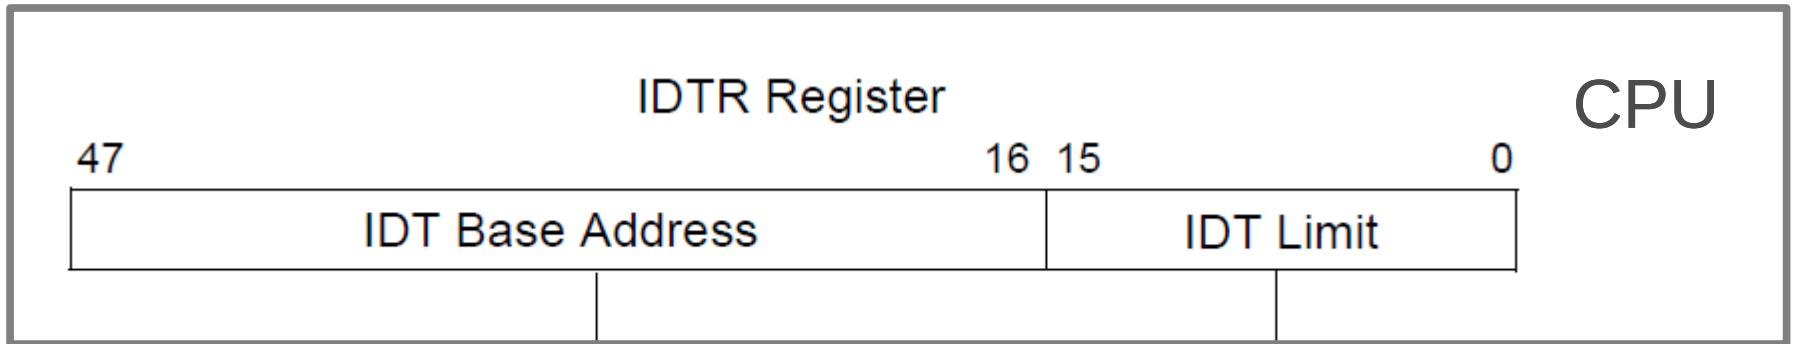 IDTR Register
CPU
47 16 15 0
IDT Base Address IDT Limit